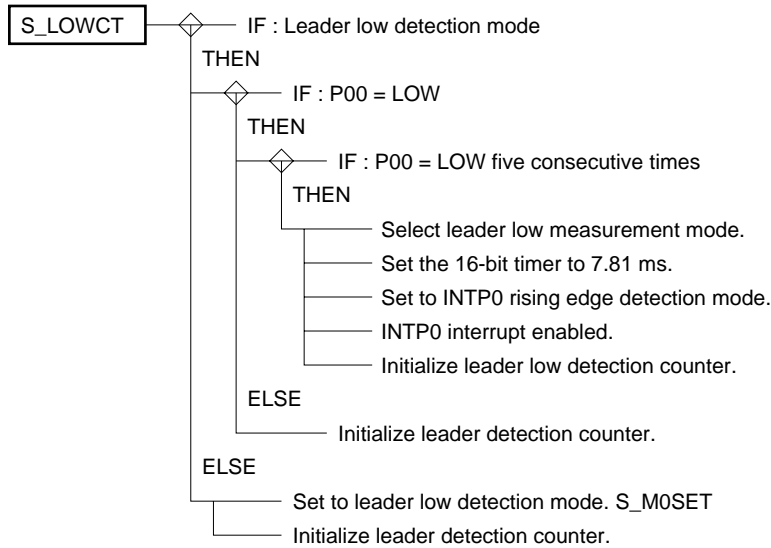 S_LOWCT IF : Leader low detection mode
THEN
IF : P00 = LOW
THEN
IF : P00 = LOW five consecutive times
THEN
Select leader low measurement mode.
Set the 16-bit timer to 7.81 ms.
Set to INTP0 rising edge detection mode.
INTP0 interrupt enabled.
Initialize leader low detection counter.
ELSE
Initialize leader detection counter.
ELSE
Set to leader low detection mode. S_M0SET
Initialize leader detection counter.